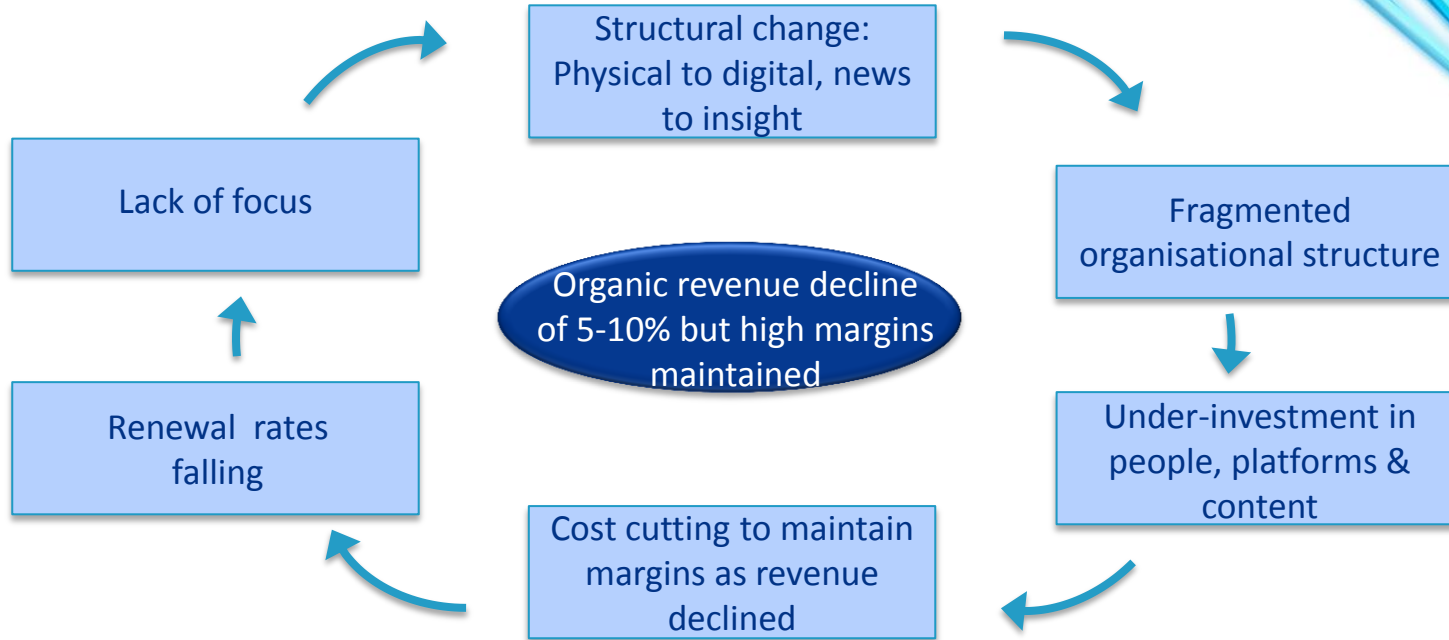 Structural change:
Physical to digital, news
to insight
Lack of focus
Fragmented
organisational structure
Organic revenue decline
of 5-10% but high margins
maintained
Renewal rates
falling
Under-investment in
people, platforms &
content
Cost cutting to maintain
margins as revenue
declined